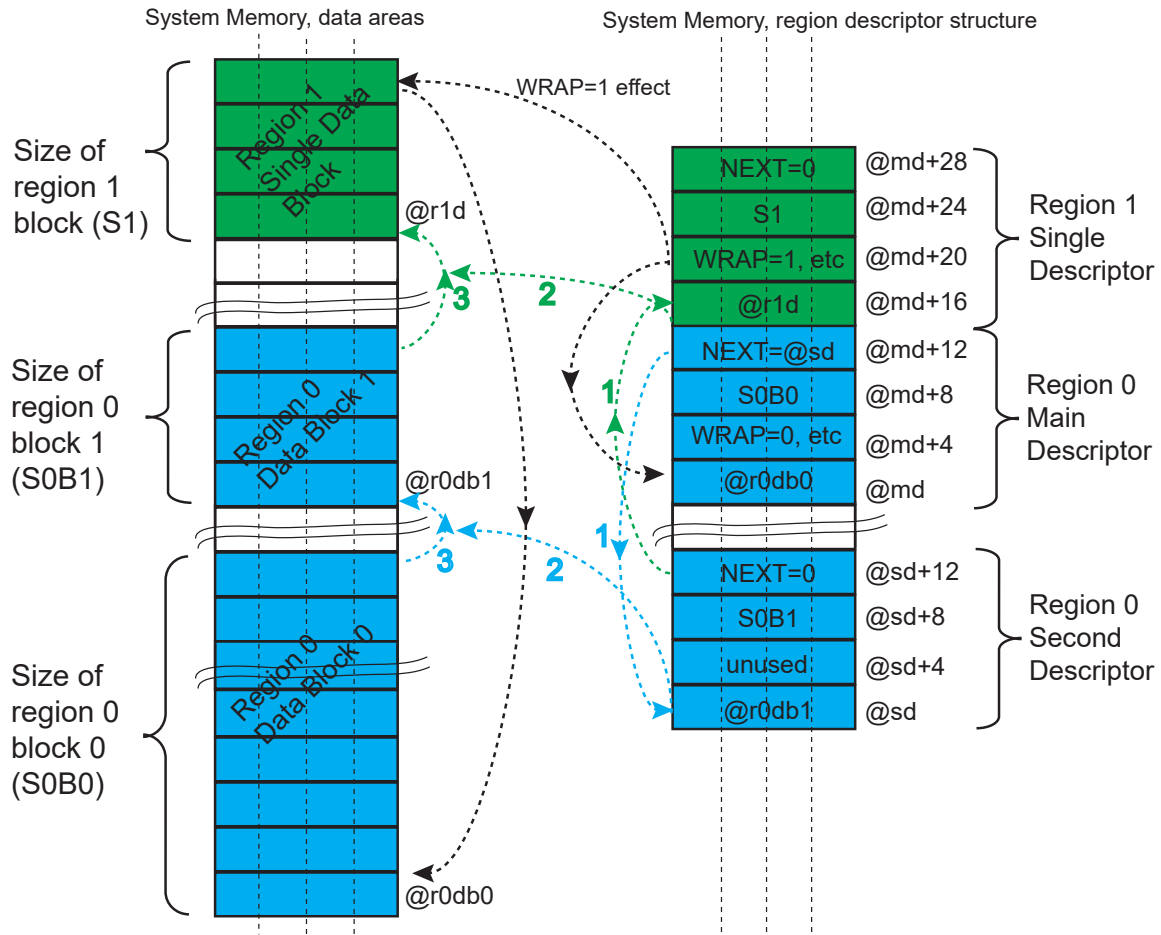 System Memory, data areas
System Memory, region descriptor structure
WRAP=1 effect
Size of
region 1
block (S1)
Region 1
Single Data
Block
@r1d
3
2
Size of
region 0
block 1
(S0B1)
Region 0
Data Block 1
@r0db1
3
2
Size of
region 0
block 0
(S0B0)
Region 0
Data Block 0
@r0db0
1
1
NEXT=0
@md+28
S1
@md+24
WRAP=1, etc
@md+20
@r1d
@md+16
Region 1
Single
Descriptor
NEXT=@sd
@md+12
S0B0
@md+8
WRAP=0, etc
@md+4
@r0db0
@md
Region 0
Main
Descriptor
NEXT=0
@sd+12
S0B1
@sd+8
unused
@sd+4
@r0db1
@sd
Region 0
Second
Descriptor